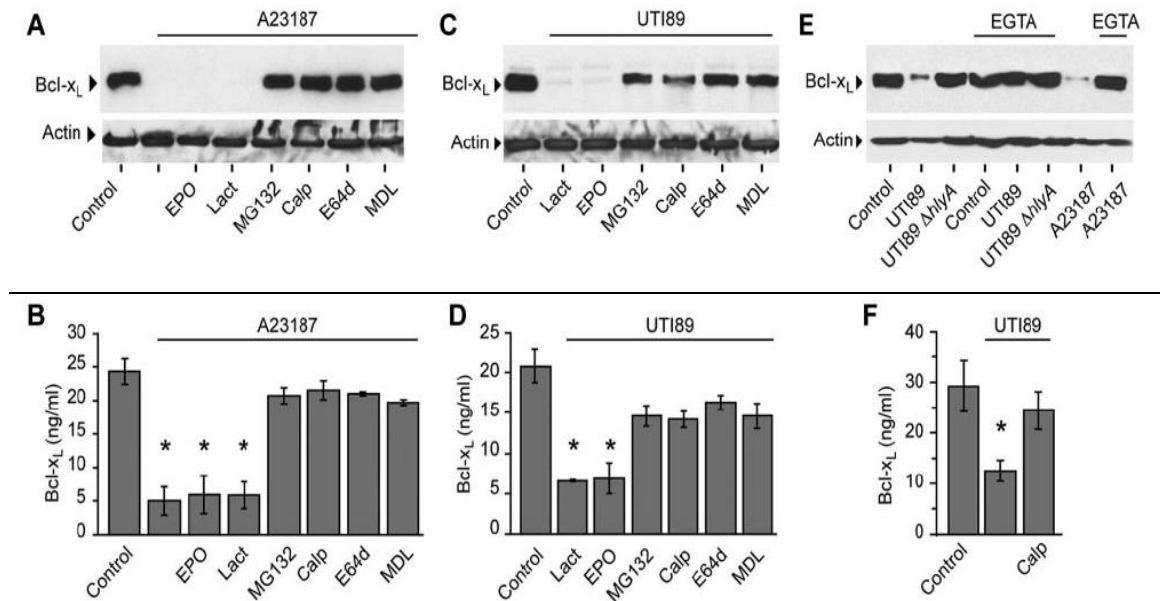 A
A23187
Bcl-xL
Actin
Control
EPO
Lact
MG132
Calp
E64d
MDL
C
UTI89
Bcl-xL
Actin
Control
Lact
EPO
MG132
Calp
E64d
MDL
E
EGTA
EGTA
Bcl-xL
Actin
Control
UTI89
UTI89 ΔhlyA
Control
UTI89
UTI89 ΔhlyA
A23187
A23187
B
A23187
Bcl-xL (ng/ml)
30
25
20
15
10
5
0
* * *
Control
EPO
Lact
MG132
Calp
E64d
MDL
D
UTI89
Bcl-xL (ng/ml)
25
20
15
10
5
0
* *
Control
Lact
EPO
MG132
Calp
E64d
MDL
F
UTI89
Bcl-xL (ng/ml)
40
30
20
10
0
*
Control
Calp